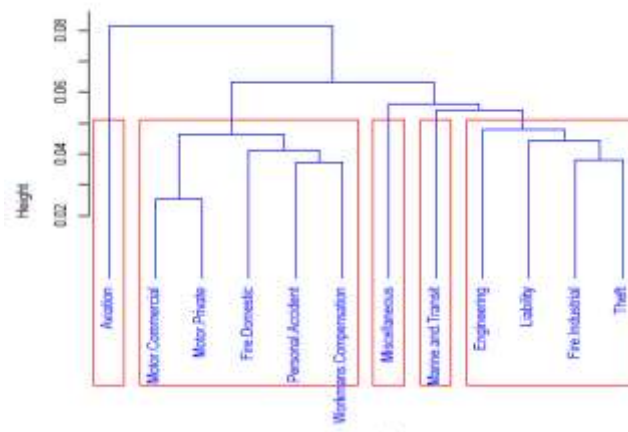 Height
0.02
0.04
0.06
0.08
Aviation
Motor Commercial
Motor Private
Fire Domestic
Personal Accident
Workmans Compensation
Miscellaneous
Marine and Transit
Engineering
Liability
Fire Industrial
Theft